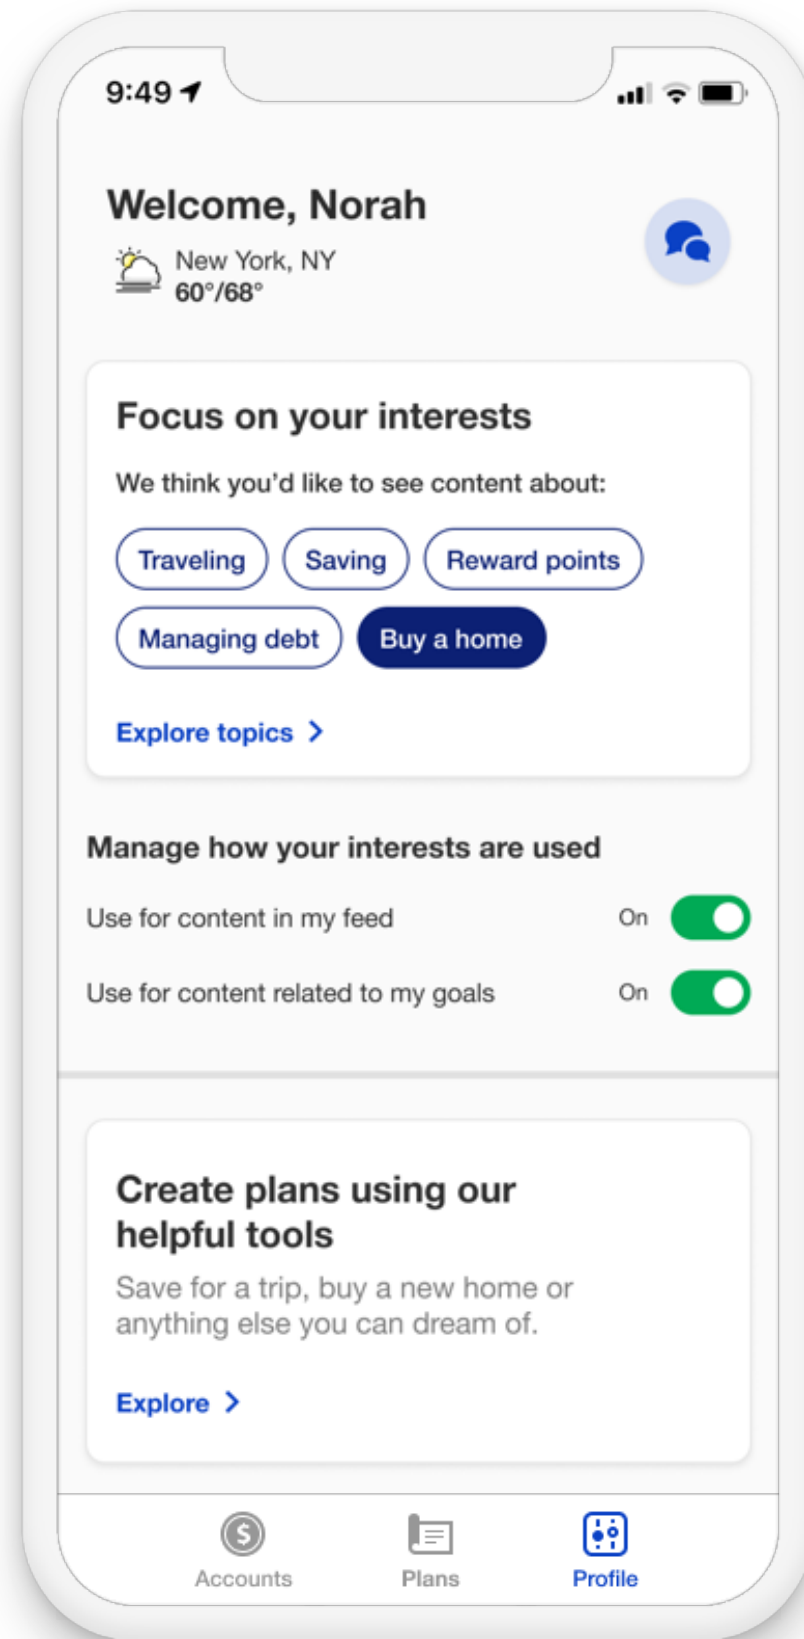 9:49
Welcome, Norah
New York, NY
60°/68°
Focus on your interests
We think you'd like to see content about:
Traveling Saving Reward points
Managing debt Buy a home
Explore topics
Manage how your interests are used
Use for content in my feed On
Use for content related to my goals On
Create plans using our
helpful tools
Save for a trip, buy a new home or
anything else you can dream of.
Explore
Accounts Plans Profile